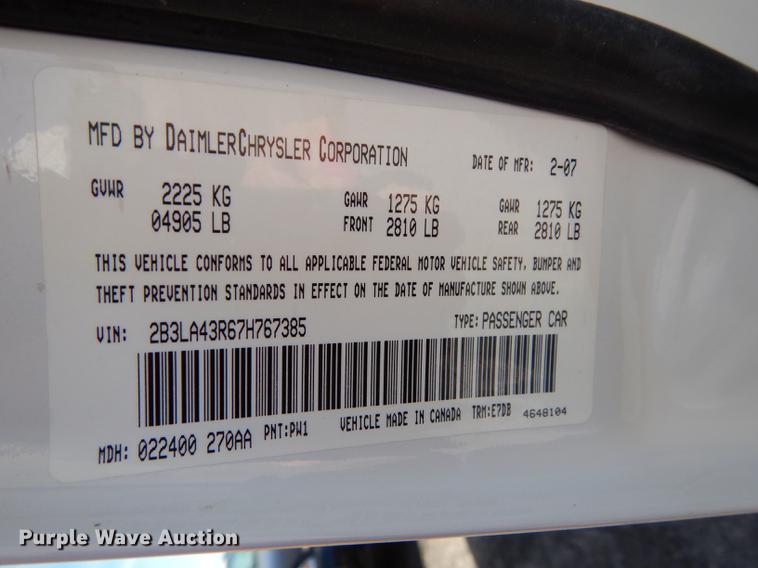 MFD BY DAIMLERCHRYSLER CORPORATION DATE OF MFR: 2-07
GVWR 2225 KG GAWR 1275 KG GAWR 1275 KG
04905 LB FRONT 2810 LB REAR 2810 LB
THIS VEHICLE CONFORMS TO ALL APPLICABLE FEDERAL MOTOR VEHICLE SAFETY, BUMPER AND
THEFT PREVENTION STANDARDS IN EFFECT ON THE DATE OF MANUFACTURE SHOWN ABOVE.
VIN: 2B3LA43R67H767385 TYPE: PASSENGER CAR
MDH: 022400 270AA PNT:PW1 VEHICLE MADE IN CANADA TRM:E7DB 4648104
Purple Wave Auction